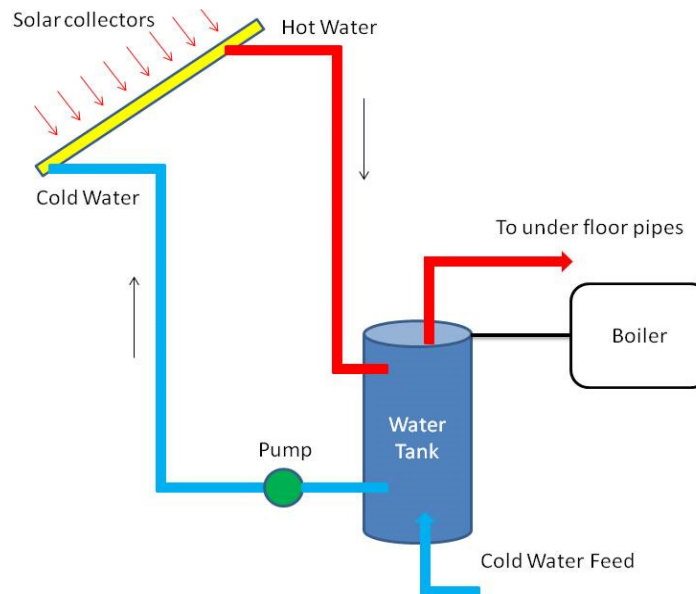 Solar collectors
Hot Water
Cold Water
To under floor pipes
Boiler
Water
Tank
Pump
Cold Water Feed